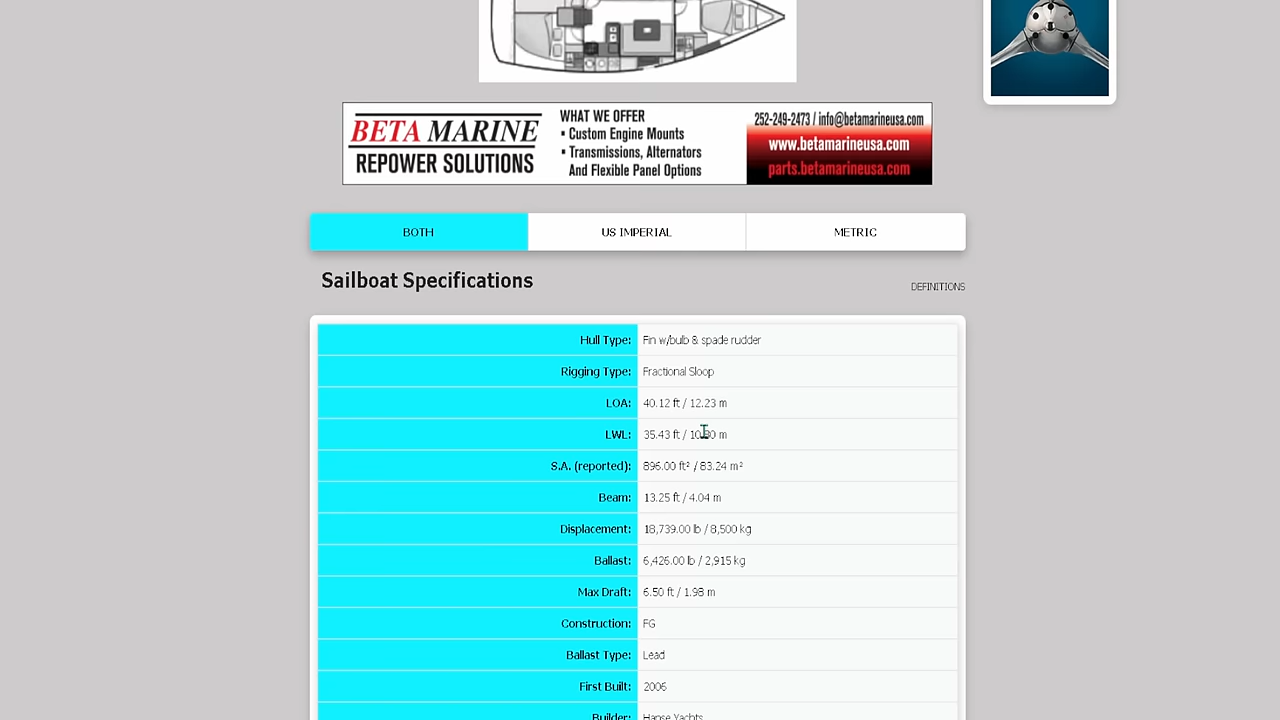 BETA MARINE
REPOWER SOLUTIONS
WHAT WE OFFER
• Custom Engine Mounts
• Transmissions, Alternators
And Flexible Panel Options
252-249-2473 / info@betamarineusa.com
www.betamarineusa.com
parts.betamarineusa.com
BOTH
US IMPERIAL
METRIC
Sailboat Specifications
DEFINITIONS
Hull Type: Fin w/bulb & spade rudder
Rigging Type: Fractional Sloop
LOA: 40.12 ft / 12.23 m
LWL: 35.43 ft / 10.80 m
S.A. (reported): 896.00 ft² / 83.24 m²
Beam: 13.25 ft / 4.04 m
Displacement: 18,739.00 lb / 8,500 kg
Ballast: 6,426.00 lb / 2,915 kg
Max Draft: 6.50 ft / 1.98 m
Construction: FG
Ballast Type: Lead
First Built: 2006
Builder: Hanse Yachts